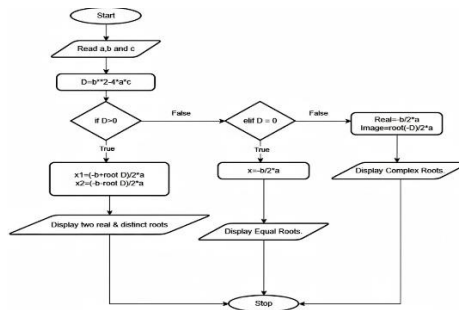 Start
Read a,b and c
D=b**2-4*a*c
if D>0
False
elif D = 0
False
Real=-b/2*a
Image=root(-D)/2*a
True
True
x1=(-b+root D)/2*a
x2=(-b-root D)/2*a
x=-b/2*a
Display Complex Roots.
Display two real & distinct roots
Display Equal Roots.
Stop